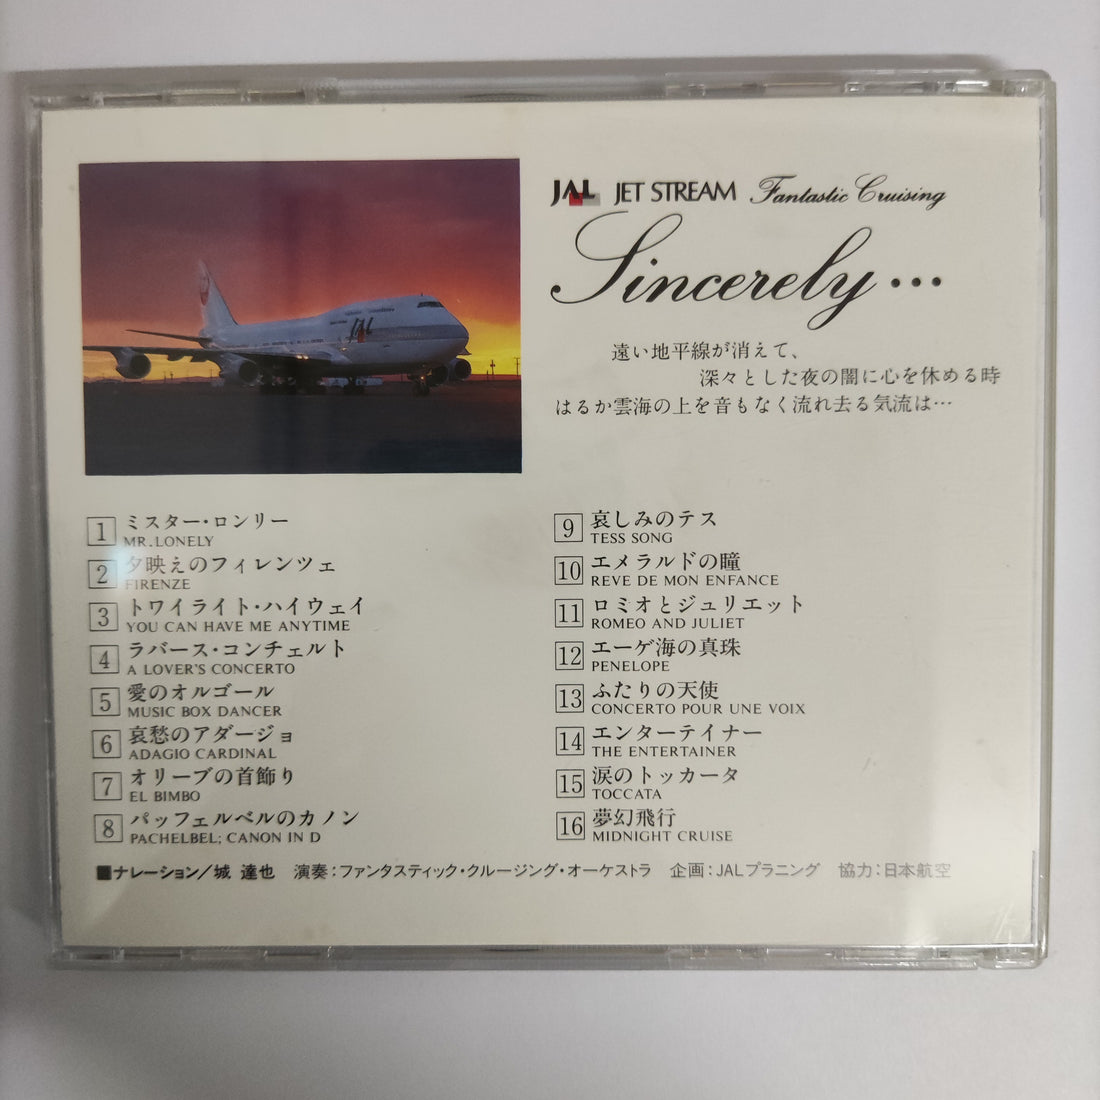 JAL JET STREAM Fantastic Cruising
Sincerely…
遠い地平線が消えて、
深々とした夜の闇に心を休める時
はるか雲海の上を音もなく流れ去る気流は…
JAL
1 ミスター・ロンリー
MR.LONELY
2 夕映えのフィレンツェ
FIRENZE
3 トワイライト・ハイウェイ
YOU CAN HAVE ME ANYTIME
4 ラバース・コンチェルト
A LOVER'S CONCERTO
5 愛のオルゴール
MUSIC BOX DANCER
6 哀愁のアダージョ
ADAGIO CARDINAL
7 オリーブの首飾り
EL BIMBO
8 パッフェルベルのカノン
PACHELBEL; CANON IN D
9 哀しみのテス
TESS SONG
10 エメラルドの瞳
REVE DE MON ENFANCE
11 ロミオとジュリエット
ROMEO AND JULIET
12 エーゲ海の真珠
PENELOPE
13 ふたりの天使
CONCERTO POUR UNE VOIX
14 エンターテイナー
THE ENTERTAINER
15 涙のトッカータ
TOCCATA
16 夢幻飛行
MIDNIGHT CRUISE
■ナレーション/城 達也 演奏:ファンタスティック・クルージング・オーケストラ 企画:JALプラニング 協力:日本航空